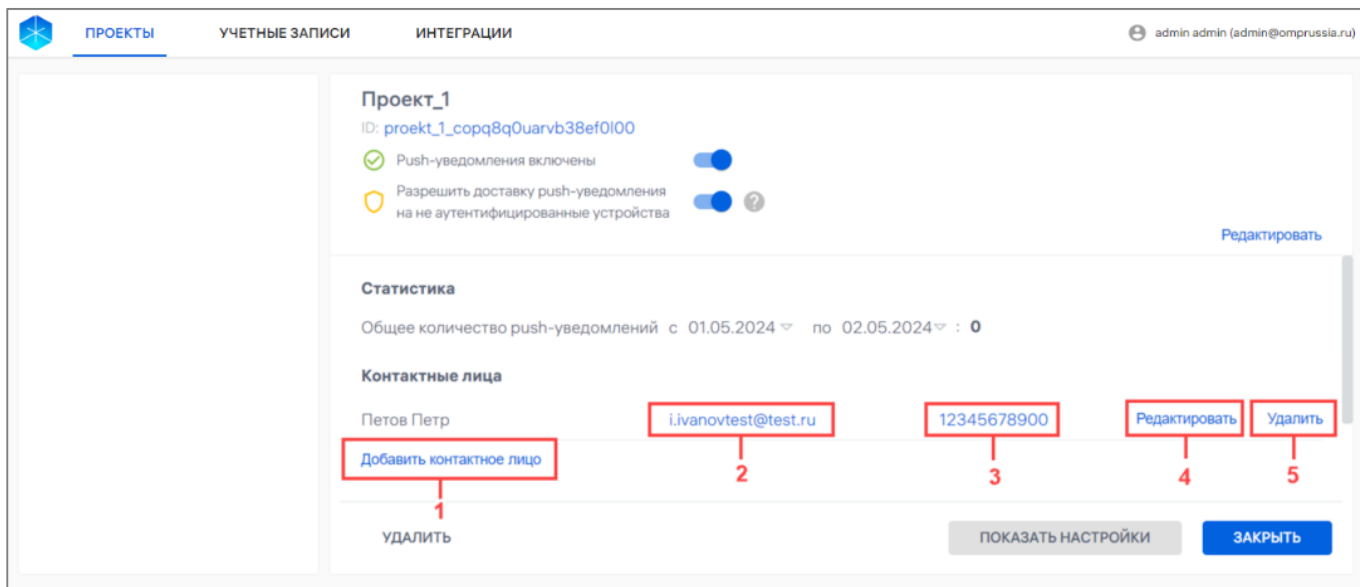 ПРОЕКТЫ УЧЕТНЫЕ ЗАПИСИ ИНТЕГРАЦИИ admin admin (admin@omprussia.ru)
Проект_1
ID: proekt_1_copq8q0uarvb38ef0l00
Push-уведомления включены
Разрешить доставку push-уведомления
на не аутентифицированные устройства ?
Редактировать
Статистика
Общее количество push-уведомлений с 01.05.2024 по 02.05.2024 : 0
Контактные лица
Петов Петр i.ivanovtest@test.ru 12345678900 Редактировать Удалить
Добавить контактное лицо
1 2 3 4 5
УДАЛИТЬ ПОКАЗАТЬ НАСТРОЙКИ ЗАКРЫТЬ